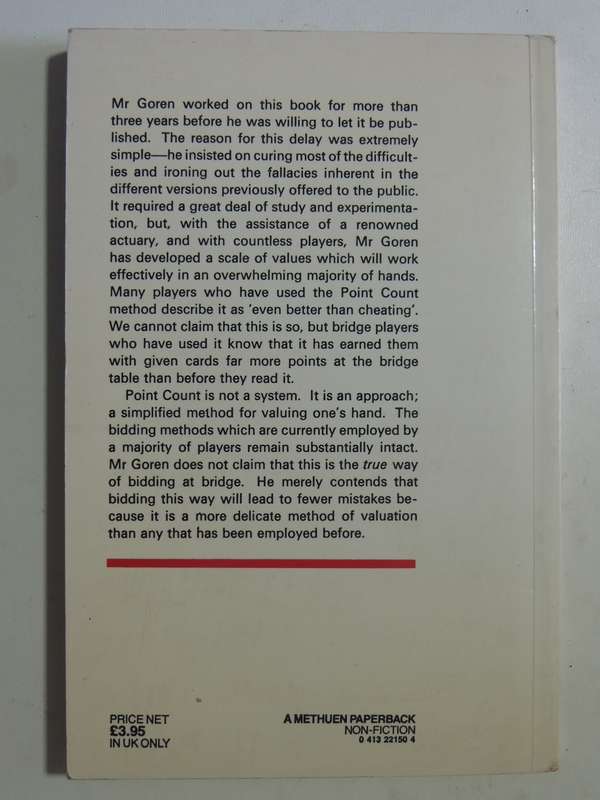 Mr Goren worked on this book for more than
three years before he was willing to let it be pub-
lished. The reason for this delay was extremely
simple—he insisted on curing most of the difficult-
ies and ironing out the fallacies inherent in the
different versions previously offered to the public.
It required a great deal of study and experimenta-
tion, but, with the assistance of a renowned
actuary, and with countless players, Mr Goren
has developed a scale of values which will work
effectively in an overwhelming majority of hands.
Many players who have used the Point Count
method describe it as ‘even better than cheating’.
We cannot claim that this is so, but bridge players
who have used it know that it has earned them
with given cards far more points at the bridge
table than before they read it.
Point Count is not a system. It is an approach;
a simplified method for valuing one’s hand. The
bidding methods which are currently employed by
a majority of players remain substantially intact.
Mr Goren does not claim that this is the true way
of bidding at bridge. He merely contends that
bidding this way will lead to fewer mistakes be-
cause it is a more delicate method of valuation
than any that has been employed before.
PRICE NET
£3.95
IN UK ONLY
A METHUEN PAPERBACK
NON-FICTION
0 413 22150 4